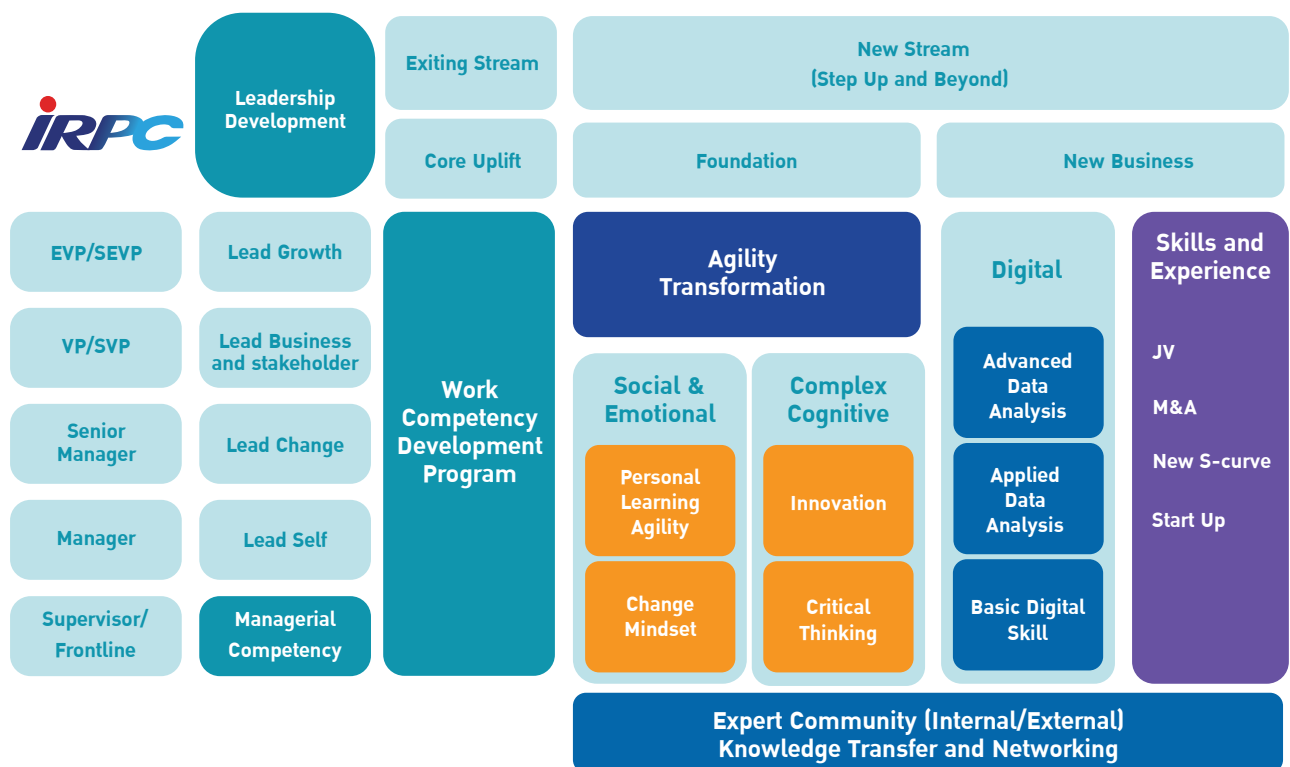 iRPC
Leadership
Development
Exiting Stream
New Stream
(Step Up and Beyond)
Core Uplift
Foundation
New Business
EVP/SEVP
Lead Growth
VP/SVP
Lead Business
and stakeholder
Senior
Manager
Lead Change
Manager
Lead Self
Supervisor/
Frontline
Managerial
Competency
Work
Competency
Development
Program
Agility
Transformation
Social &
Emotional
Personal
Learning
Agility
Change
Mindset
Complex
Cognitive
Innovation
Critical
Thinking
Digital
Advanced
Data
Analysis
Applied
Data
Analysis
Basic Digital
Skill
Skills and
Experience
JV
M&A
New S-curve
Start Up
Expert Community (Internal/External)
Knowledge Transfer and Networking